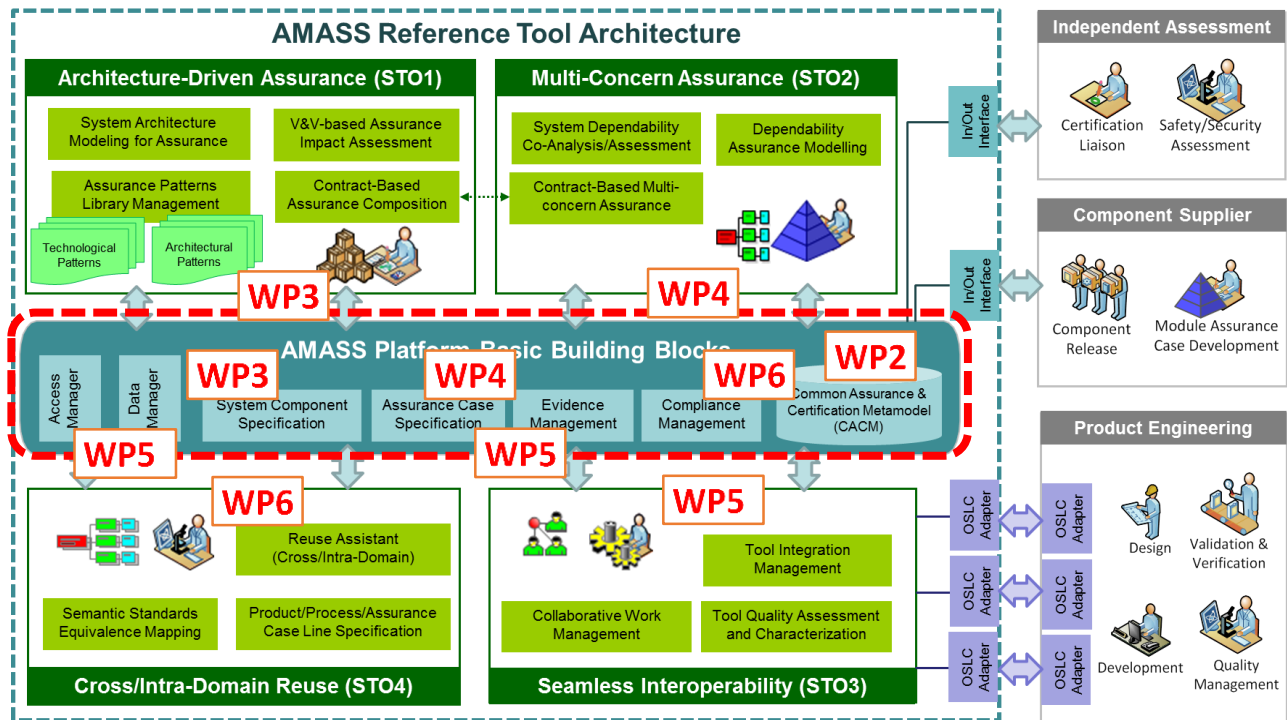 AMASS Reference Tool Architecture
Architecture-Driven Assurance (STO1)
System Architecture
Modeling for Assurance
V&V-based Assurance
Impact Assessment
Assurance Patterns
Library Management
Contract-Based
Assurance Composition
Technological
Patterns
Architectural
Patterns
WP3
Multi-Concern Assurance (STO2)
System Dependability
Co-Analysis/Assessment
Dependability
Assurance Modelling
Contract-Based Multi-
concern Assurance
WP4
In/Out
Interface
In/Out
Interface
Independent Assessment
Certification
Liaison
Safety/Security
Assessment
Component Supplier
Component
Release
Module Assurance
Case Development
AMASS Platform Basic Building Blocks
Access
Manager
Data
Manager
WP3
System Component
Specification
WP4
Assurance Case
Specification
Evidence
Management
WP6
Compliance
Management
WP2
Common Assurance &
Certification Metamodel
(CACM)
WP5
WP5
WP6
Reuse Assistant
(Cross/Intra-Domain)
Semantic Standards
Equivalence Mapping
Product/Process/Assurance
Case Line Specification
Cross/Intra-Domain Reuse (STO4)
WP5
Tool Integration
Management
Collaborative Work
Management
Tool Quality Assessment
and Characterization
Seamless Interoperability (STO3)
OSLC
Adapter
OSLC
Adapter
OSLC
Adapter
OSLC
Adapter
OSLC
Adapter
OSLC
Adapter
Product Engineering
Design
Validation &
Verification
Development
Quality
Management